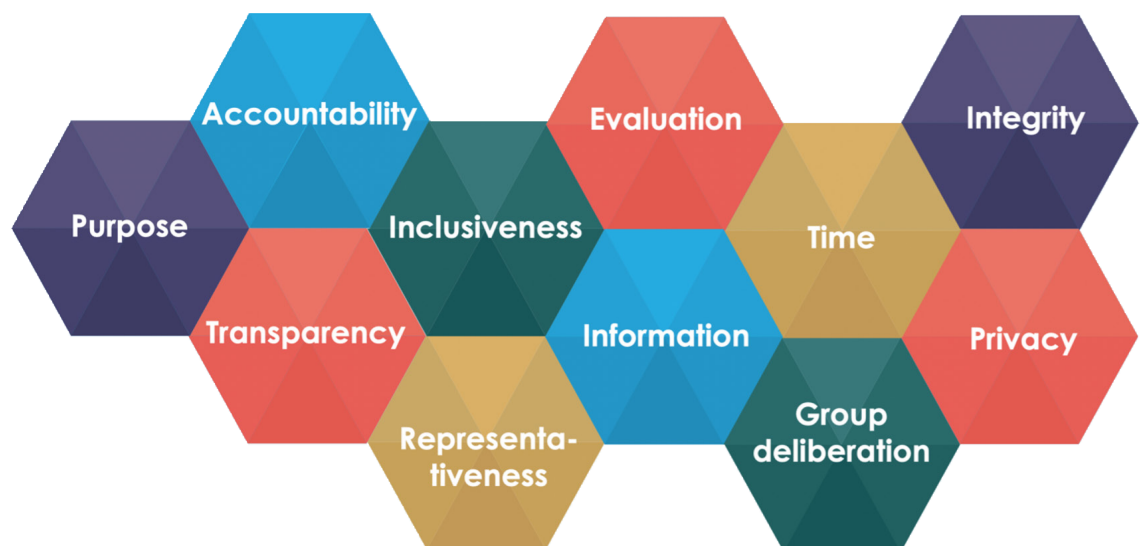 Accountability
Evaluation
Integrity
Purpose
Inclusiveness
Time
Transparency
Information
Privacy
Representa-
tiveness
Group
deliberation